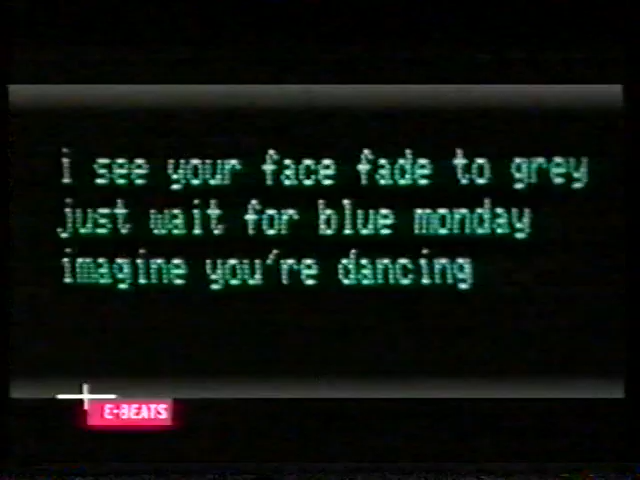 i see your face fade to grey
just wait for blue monday
imagine you're dancing
E-BEATS